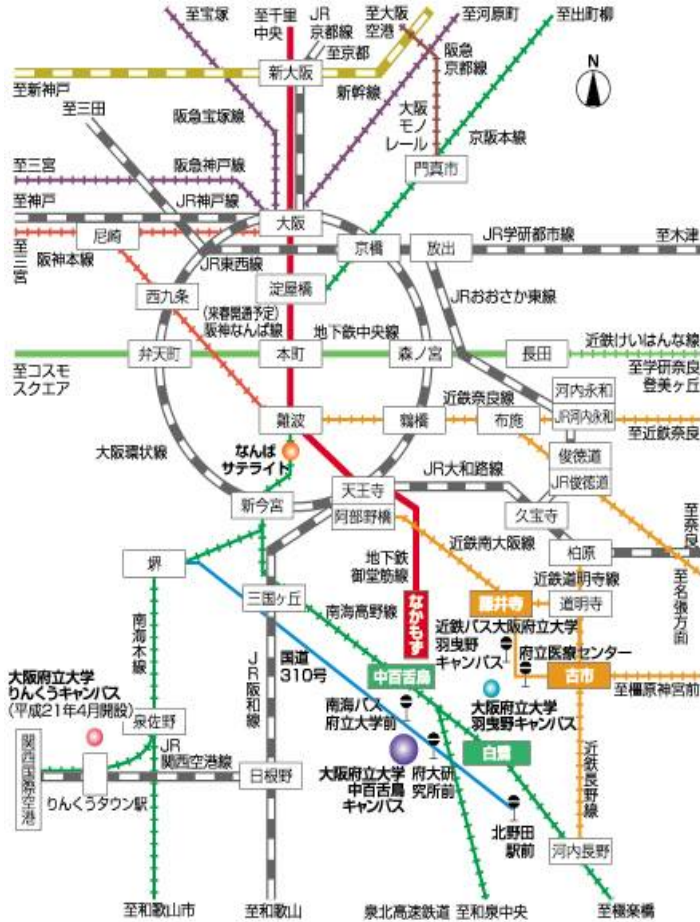 至宝塚
至千里
中央
JR
京都線
至京都
至大阪
空港
至河原町
至出町柳
新大阪
阪急
京都線
至新神戸
新幹線
至三田
阪急宝塚線
大阪
モノ
レール
京阪本線
N
門真市
至三宮
阪急神戸線
至神戸
JR神戸線
大阪
尼崎
京橋
放出
JR学研都市線
至木津
至三宮
阪神本線
JR東西線
淀屋橋
西九条
JRおおさか東線
(来春開通予定)
阪神なんば線
地下鉄中央線
近鉄けいはんな線
弁天町
本町
森ノ宮
長田
至コスモ
スクエア
至学研奈良
登美ヶ丘
河内永和
近鉄奈良線
JR河内永和
難波
鶴橋
布施
至近鉄奈良
大阪環状線
なんば
サテライト
俊徳道
JR大和路線
JR俊徳道
天王寺
新今宮
阿部野橋
久宝寺
至奈良
堺
近鉄南大阪線
柏原
地下鉄
御堂筋線
近鉄道明寺線
至名張方面
三国ヶ丘
なかもず
藤井寺
道明寺
南海高野線
南海本線
近鉄バス大阪府立大学
羽曳野
キャンパス
府立医療センター
国道
310号
JR阪和線
中百舌鳥
古市
大阪府立大学
りんくうキャンパス
(平成21年4月開設)
至橿原神宮前
南海バス
府立大学前
大阪府立大学
羽曳野キャンパス
泉佐野
白鷺
近鉄長野線
関西国際空港
JR
関西空港線
大阪府立大学
中百舌鳥
キャンパス
府大研
究所前
日根野
りんくうタウン駅
北野田
駅前
河内長野
至和歌山市
至和歌山
泉北高速鉄道
至和泉中央
至極楽橋